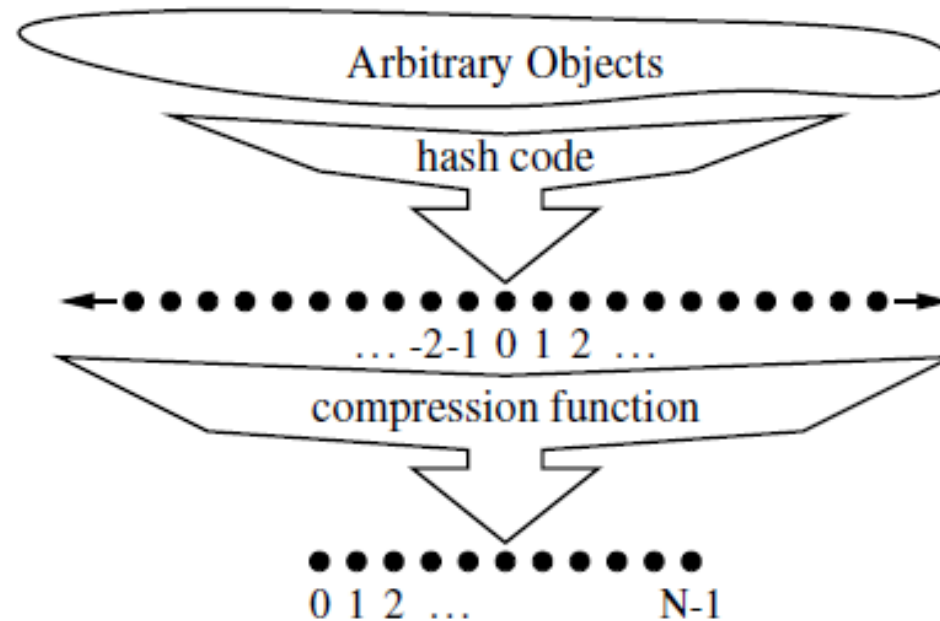 Arbitrary Objects
hash code
... -2-1 0 1 2 ...
compression function
0 1 2 ... N-1